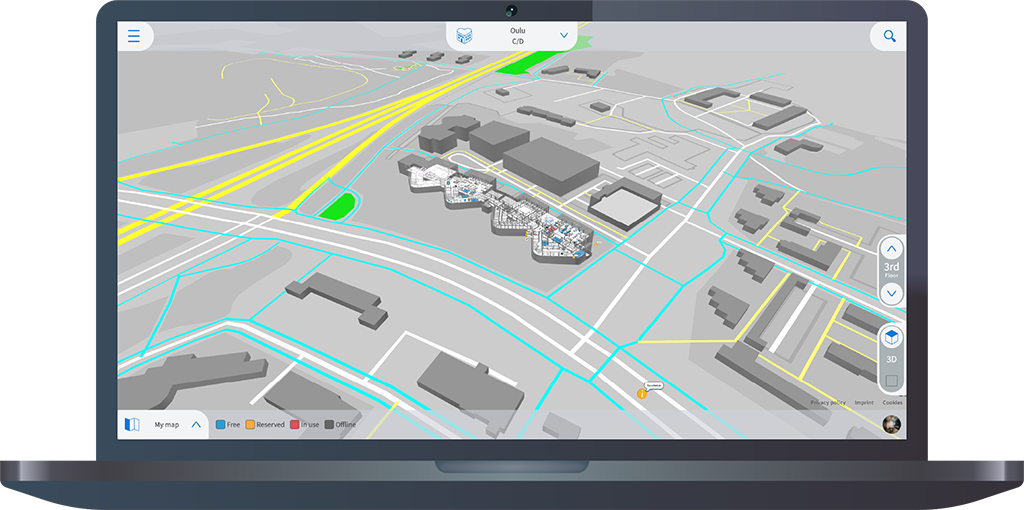 Oulu
C/D
3rd
Floor
3D
Privacy policy Imprint Cookies
My map
Free Reserved In use Offline